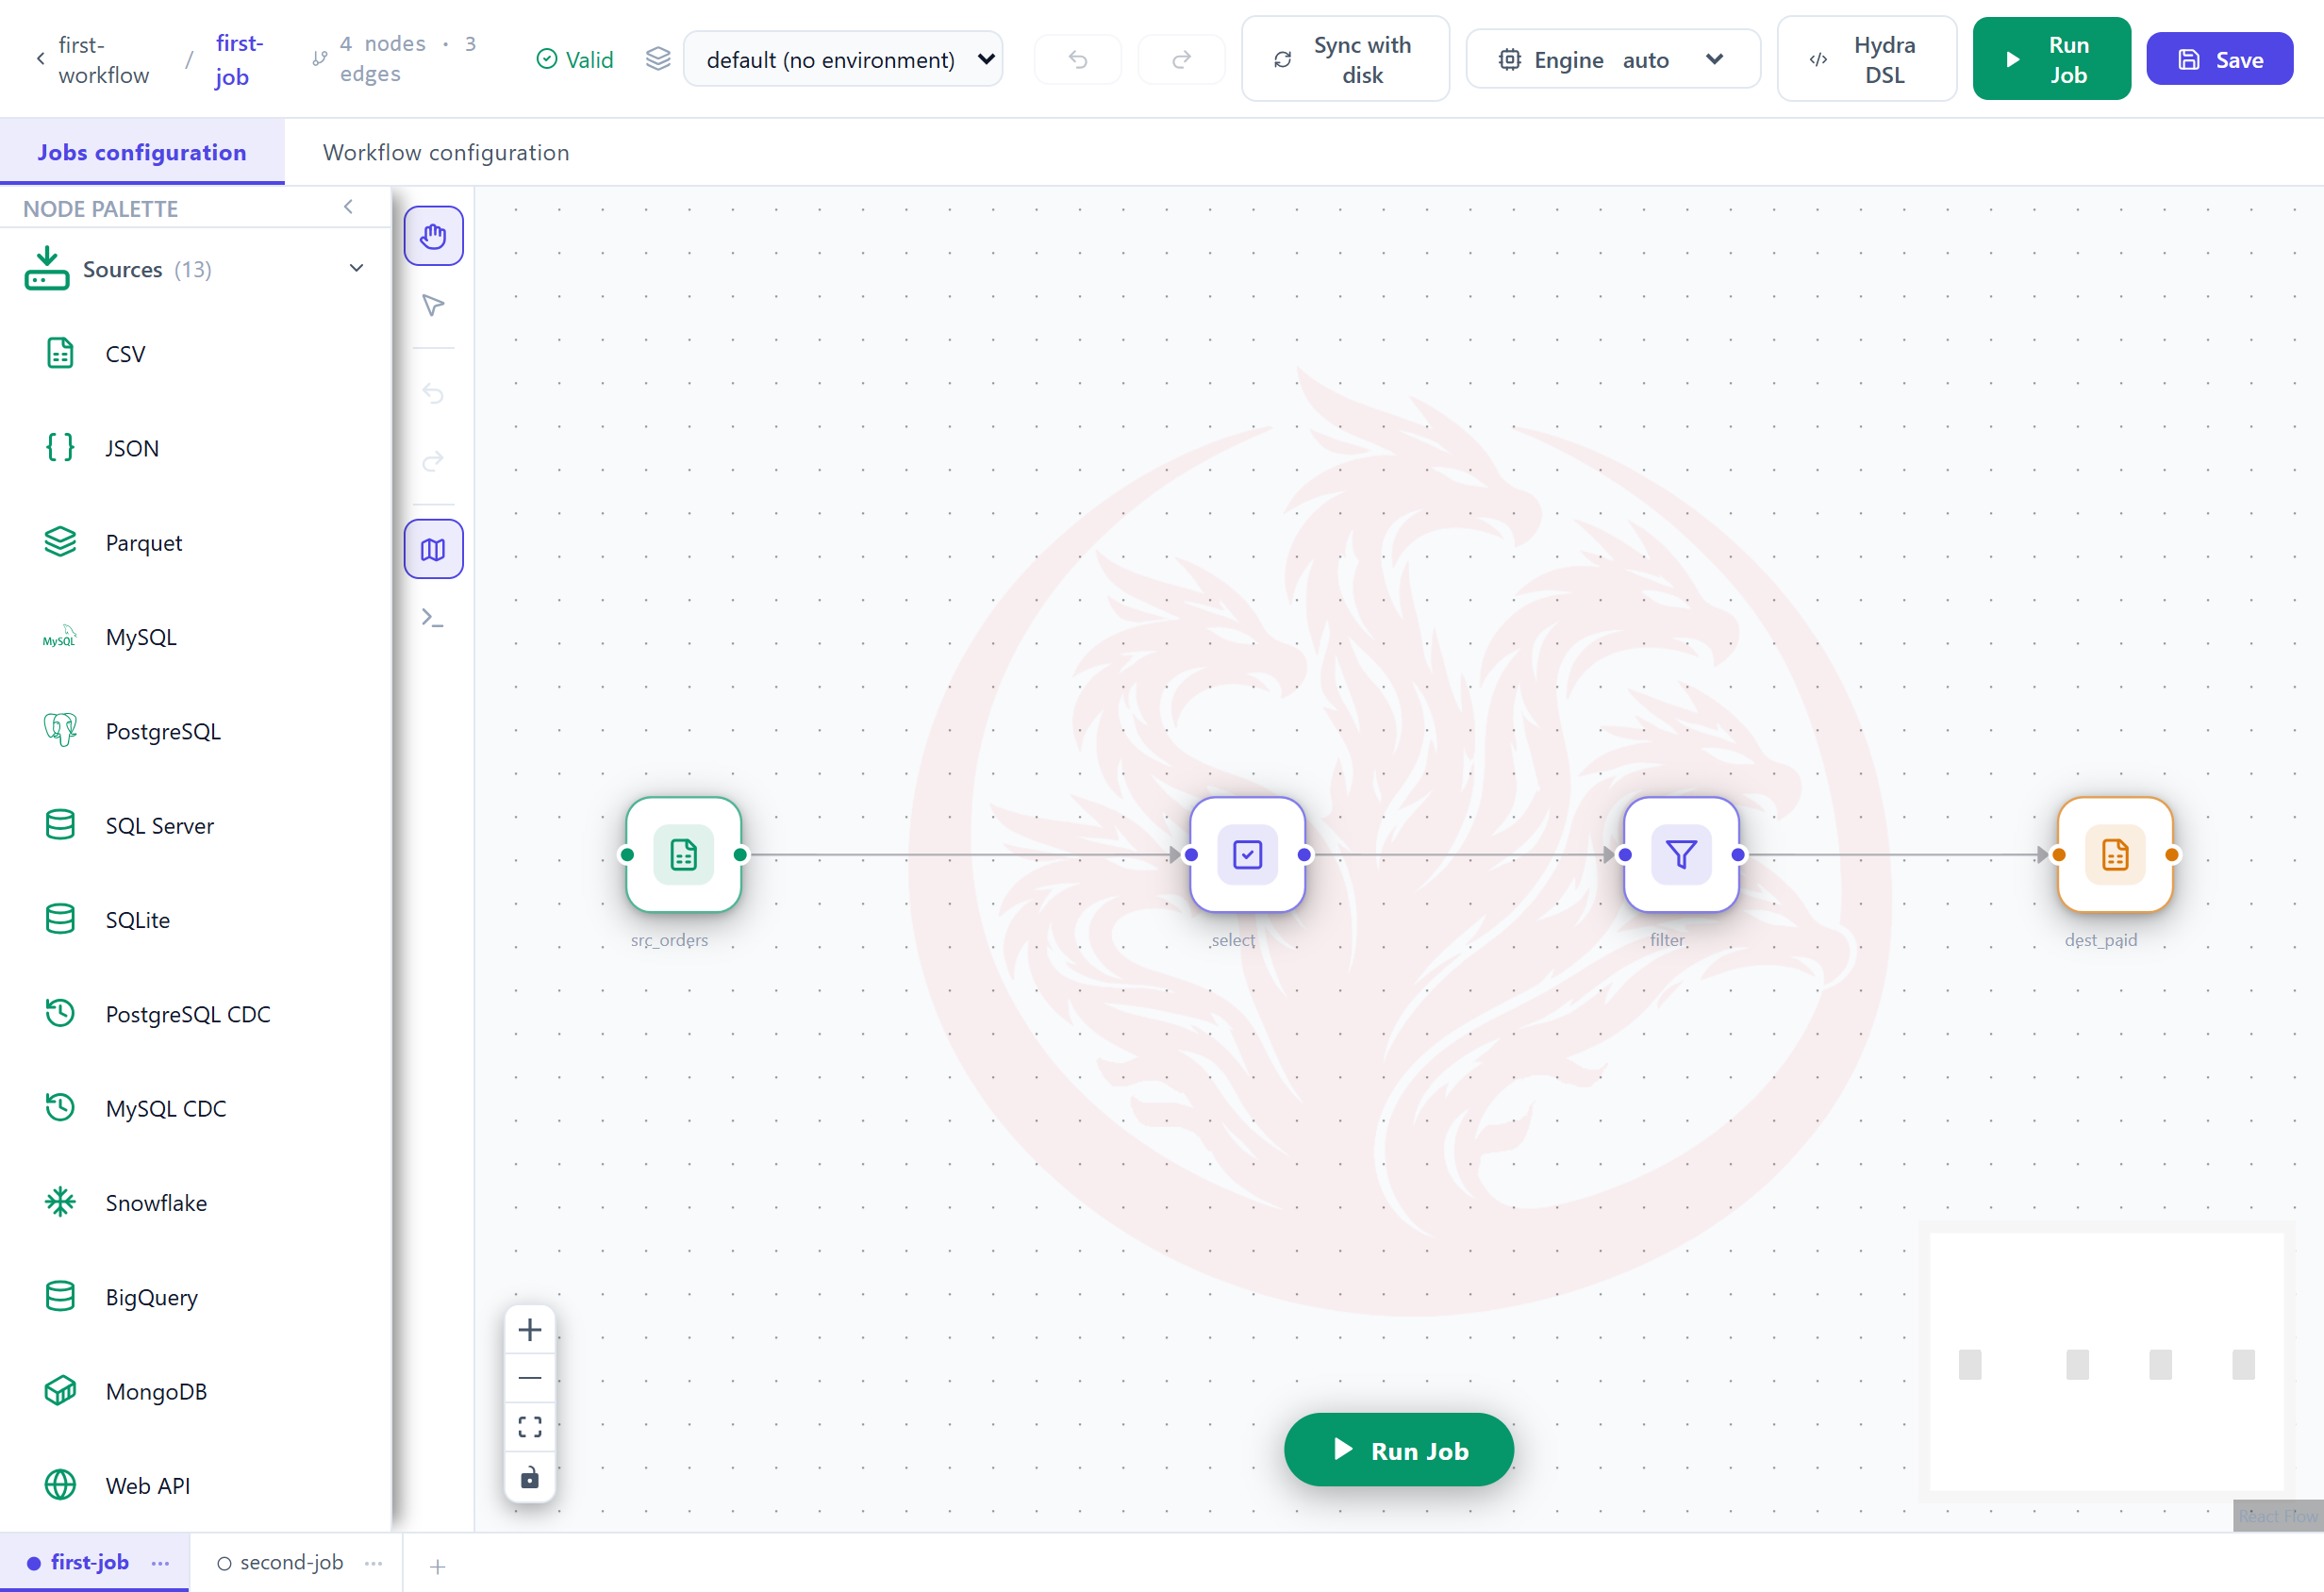 first-
workflow
/
first-
job
4 nodes · 3
edges
Valid
default (no environment)
Sync with
disk
Engine auto
Hydra
DSL
Run
Job
Save
Jobs configuration
Workflow configuration
NODE PALETTE
Sources (13)
CSV
JSON
Parquet
MySQL
MySQL
PostgreSQL
SQL Server
SQLite
PostgreSQL CDC
MySQL CDC
Snowflake
BigQuery
MongoDB
Web API
src_orders
select
filter
dest_paid
Run Job
React Flow
first-job ...
second-job ...